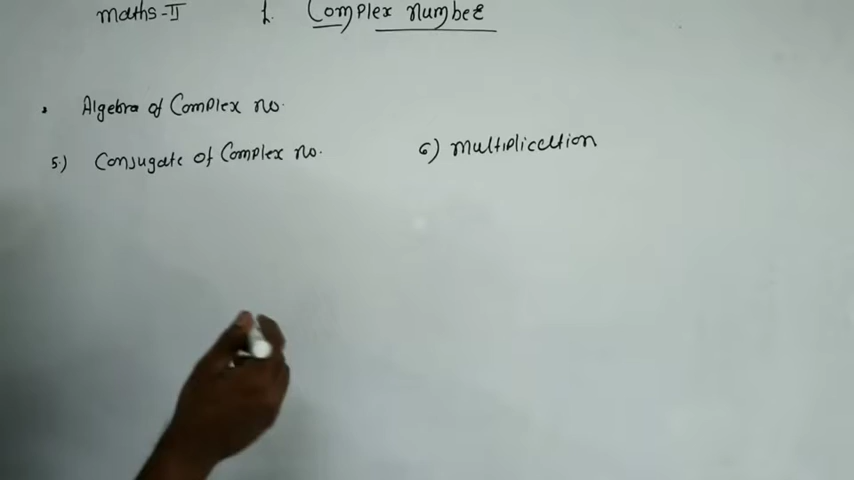 Maths-II 1. Complex number
• Algebra of Complex no.
5.) Conjugate of Complex no. 6) multiplication